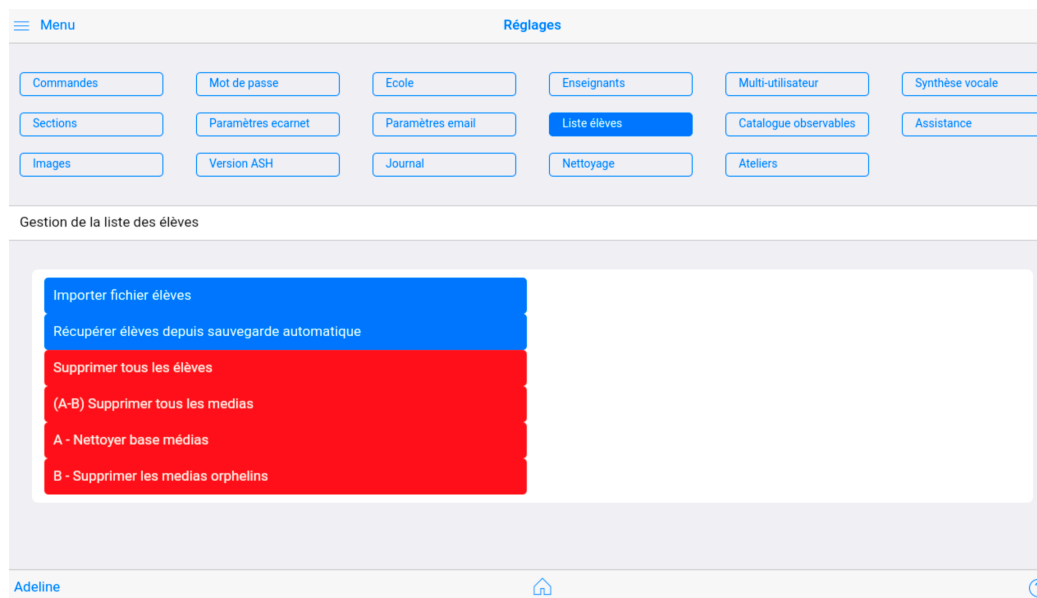 Menu
Réglages
Commandes
Mot de passe
Ecole
Enseignants
Multi-utilisateur
Synthèse vocale
Sections
Paramètres ecarnet
Paramètres email
Liste élèves
Catalogue observables
Assistance
Images
Version ASH
Journal
Nettoyage
Ateliers
Gestion de la liste des élèves
Importer fichier élèves
Récupérer élèves depuis sauvegarde automatique
Supprimer tous les élèves
(A-B) Supprimer tous les medias
A - Nettoyer base médias
B - Supprimer les medias orphelins
Adeline